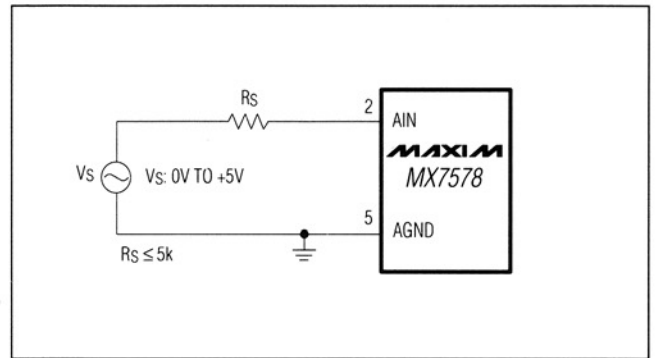 RS
2
AIN
MAXIM
MX7578
VS
VS: 0V TO +5V
5
AGND
RS ≤ 5k